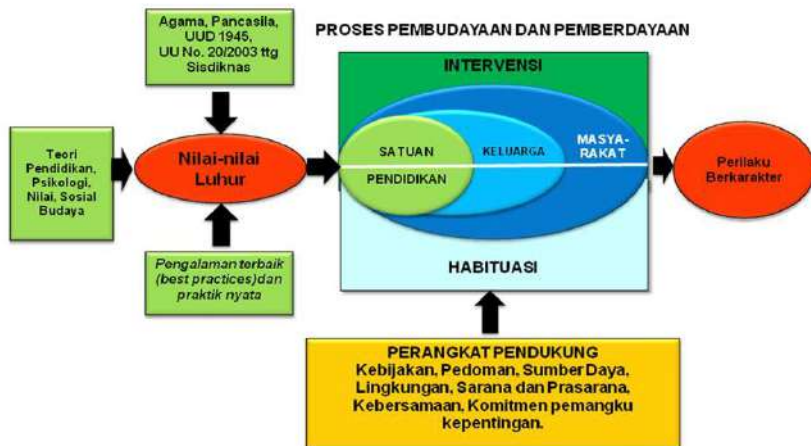 Agama, Pancasila,
UUD 1945,
UU No. 20/2003 ttg
Sisdiknas
PROSES PEMBUDAYAAN DAN PEMBERDAYAAN
INTERVENSI
Teori
Pendidikan,
Psikologi,
Nilai, Sosial
Budaya
Nilai-nilai
Luhur
SATUAN
PENDIDIKAN
KELUARGA
MASYA-
RAKAT
Perilaku
Berkarakter
Pengalaman terbaik
(best practices)dan
praktik nyata
HABITUASI
PERANGKAT PENDUKUNG
Kebijakan, Pedoman, Sumber Daya,
Lingkungan, Sarana dan Prasarana,
Kebersamaan, Komitmen pemangku
kepentingan.